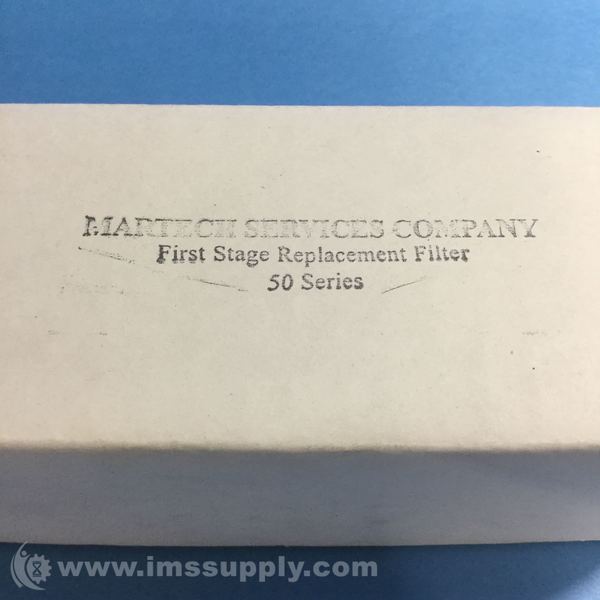 MARTECH SERVICES COMPANY
First Stage Replacement Filter
50 Series
www.imssupply.com